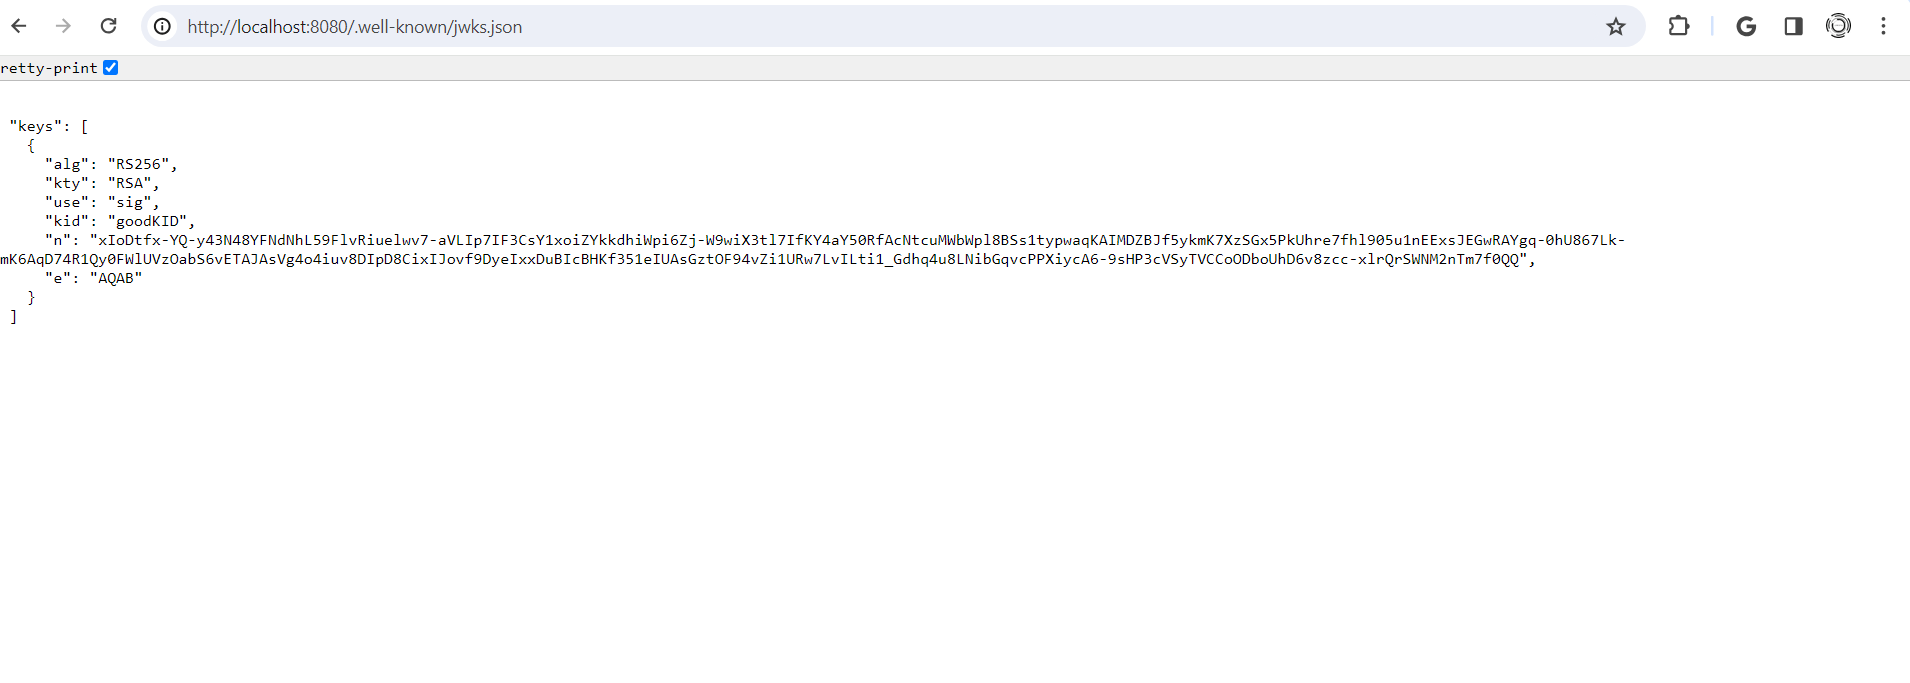 http://localhost:8080/.well-known/jwks.json
retty-print
"keys": [
{
"alg": "RS256",
"kty": "RSA",
"use": "sig",
"kid": "goodKID",
"n": "xIoDtfx-YQ-y43N48YFNdNhL59FlvRiuelwv7-aVLIp7IF3CsY1xoiZYkkdhiWpi6Zj-W9wiX3tl7IfKY4aY50RfAcNtcuMWbWpl8BSs1typwaqKAIMDZBJf5ykmK7XzSGx5PkUhre7fhl905u1nEExsJEGwRAYgq-0hU867Lk-
mK6AqD74R1Qy0FWlUVzOabS6vETAJAsVg4o4iuv8DIpD8CixIJovf9DyeIxxDuBIcBHKf351eIUAsGztOF94vZi1URw7LvILti1_Gdhq4u8LNibGqvcPPXiycA6-9sHP3cVSyTVCCoODboUhD6v8zcc-xlrQrSWNM2nTm7f0QQ",
"e": "AQAB"
}
]